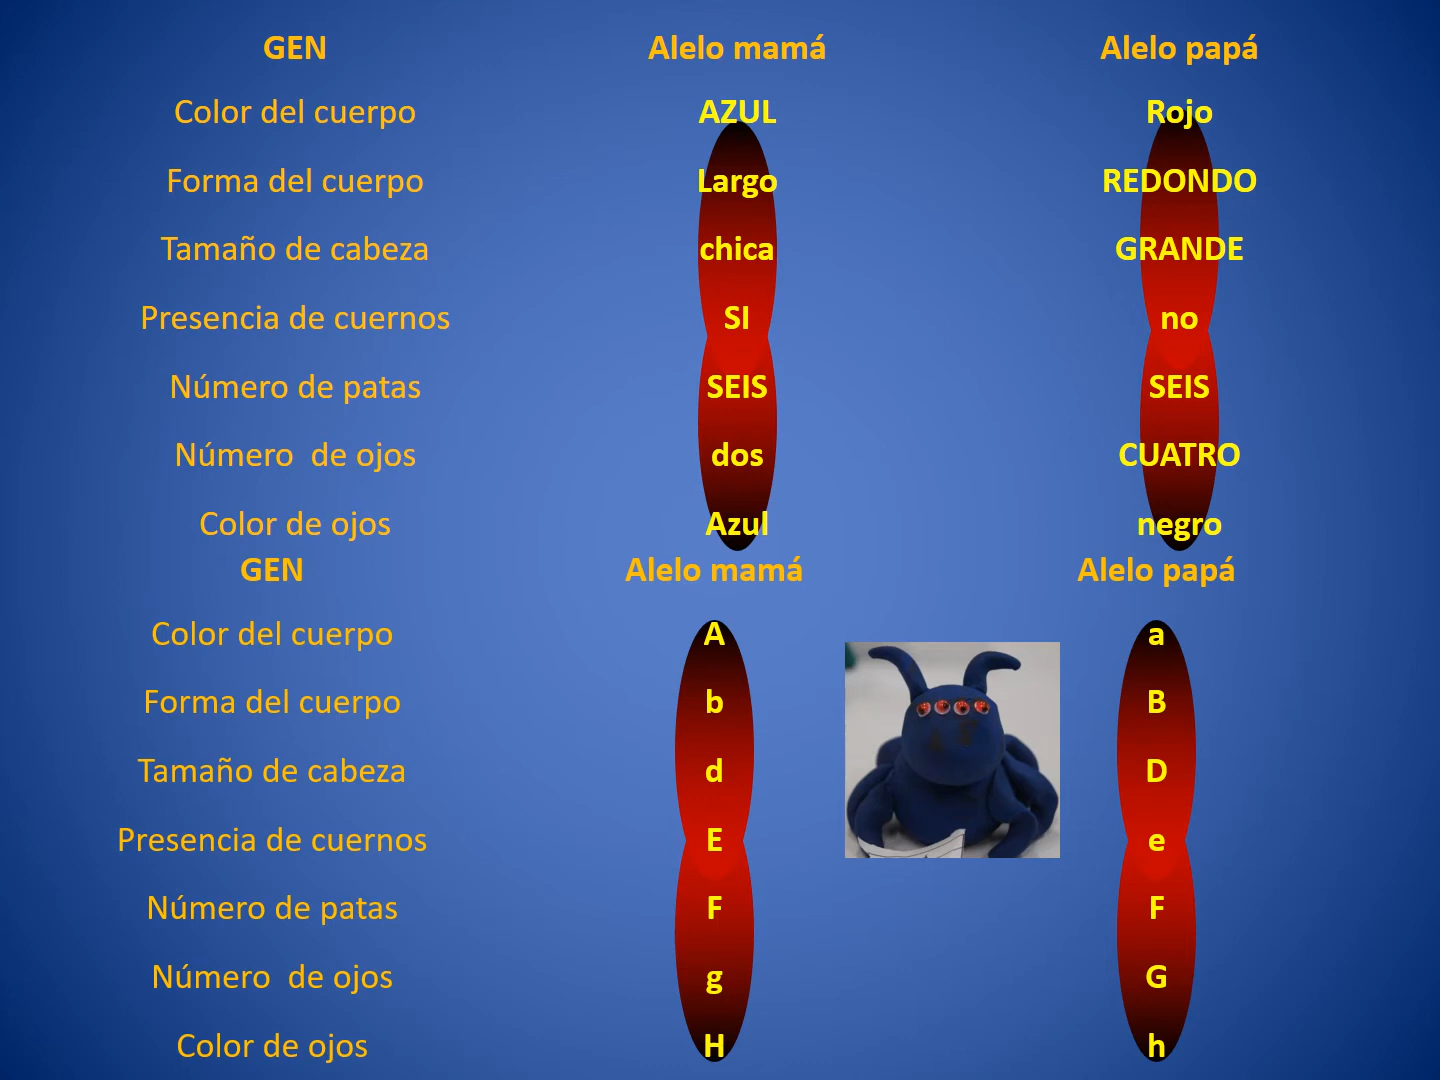 GEN Alelo mamá Alelo papá
Color del cuerpo AZUL Rojo
Forma del cuerpo Largo REDONDO
Tamaño de cabeza chica GRANDE
Presencia de cuernos SI no
Número de patas SEIS SEIS
Número de ojos dos CUATRO
Color de ojos Azul negro
GEN Alelo mamá Alelo papá
Color del cuerpo A a
Forma del cuerpo b B
Tamaño de cabeza d D
Presencia de cuernos E e
Número de patas F F
Número de ojos g G
Color de ojos H h